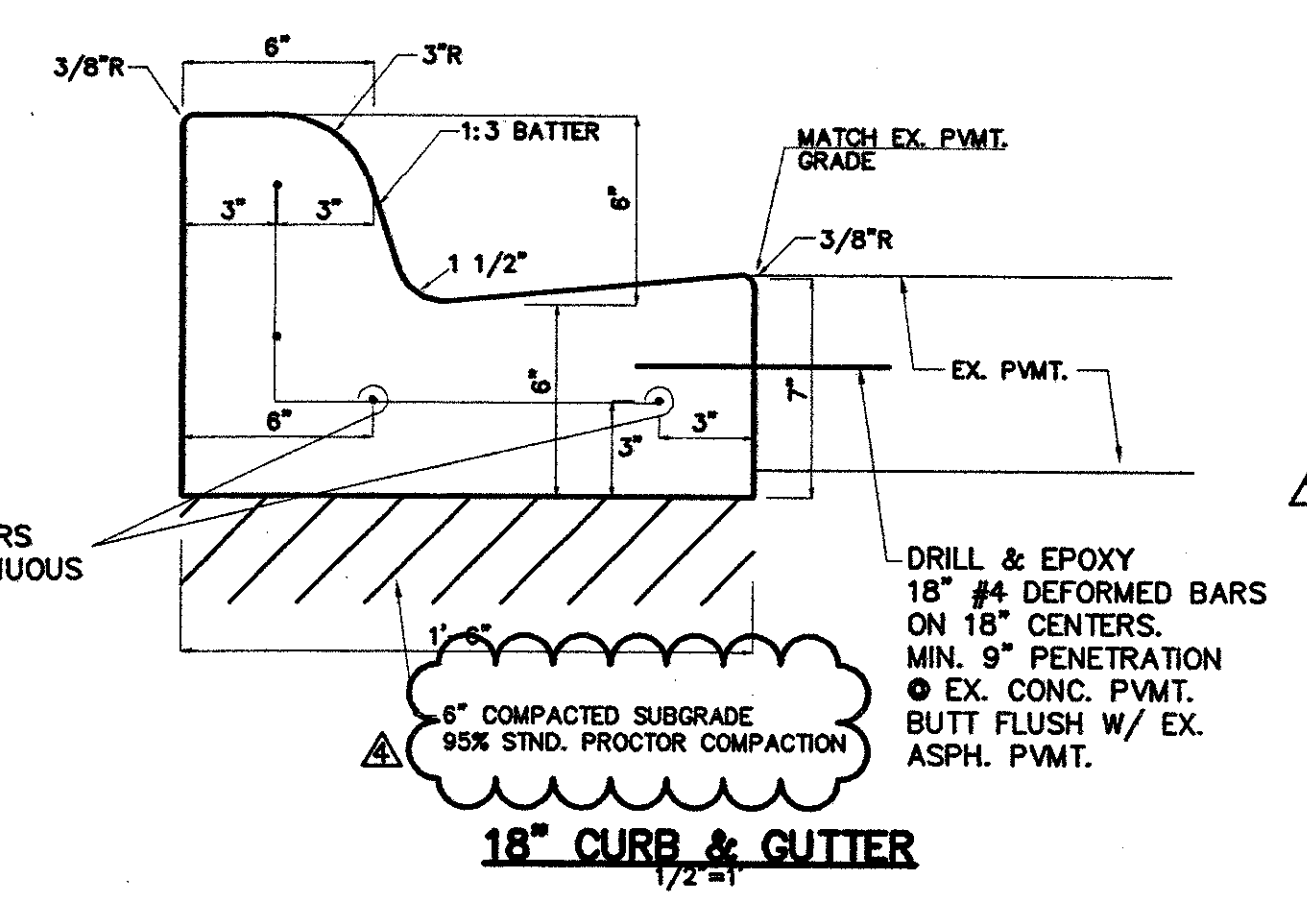 6"
3/8"R
3"R
1:3 BATTER
MATCH EX. PVMT.
GRADE
6"
3"
3"
3/8"R
1 1/2"
EX. PVMT.
6"
7"
6"
3"
3"
RS
NUOUS
DRILL & EPOXY
18" #4 DEFORMED BARS
ON 18" CENTERS.
MIN. 9" PENETRATION
@ EX. CONC. PVMT.
BUTT FLUSH W/ EX.
ASPH. PVMT.
1'-6"
6" COMPACTED SUBGRADE
95% STND. PROCTOR COMPACTION
4
18" CURB & GUTTER
1/2"=1'